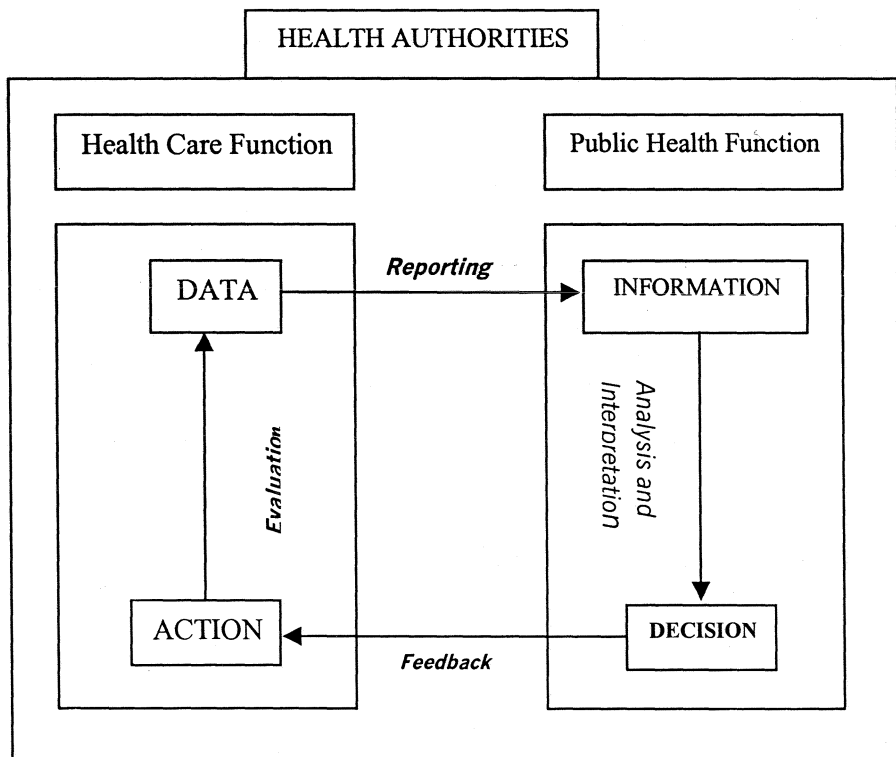 HEALTH AUTHORITIES
Health Care Function
Public Health Function
DATA
Reporting
INFORMATION
Evaluation
Analysis and
Interpretation
ACTION
Feedback
DECISION